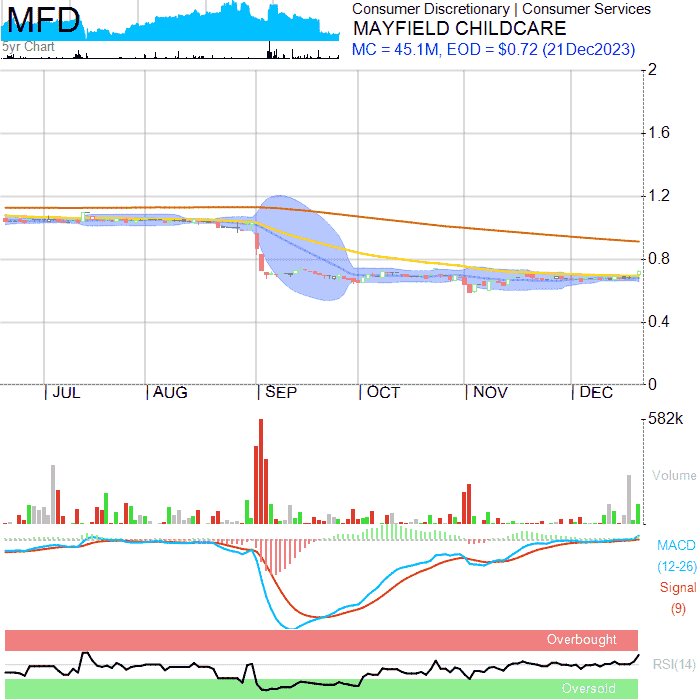 MFD
5yr Chart
Consumer Discretionary | Consumer Services
MAYFIELD CHILDCARE
MC = 45.1M, EOD = $0.72 (21Dec2023)
2
1.6
1.2
0.8
0.4
0
JUL
AUG
SEP
OCT
NOV
DEC
582k
Volume
MACD
(12-26)
Signal
(9)
Overbought
RSI(14)
Oversold